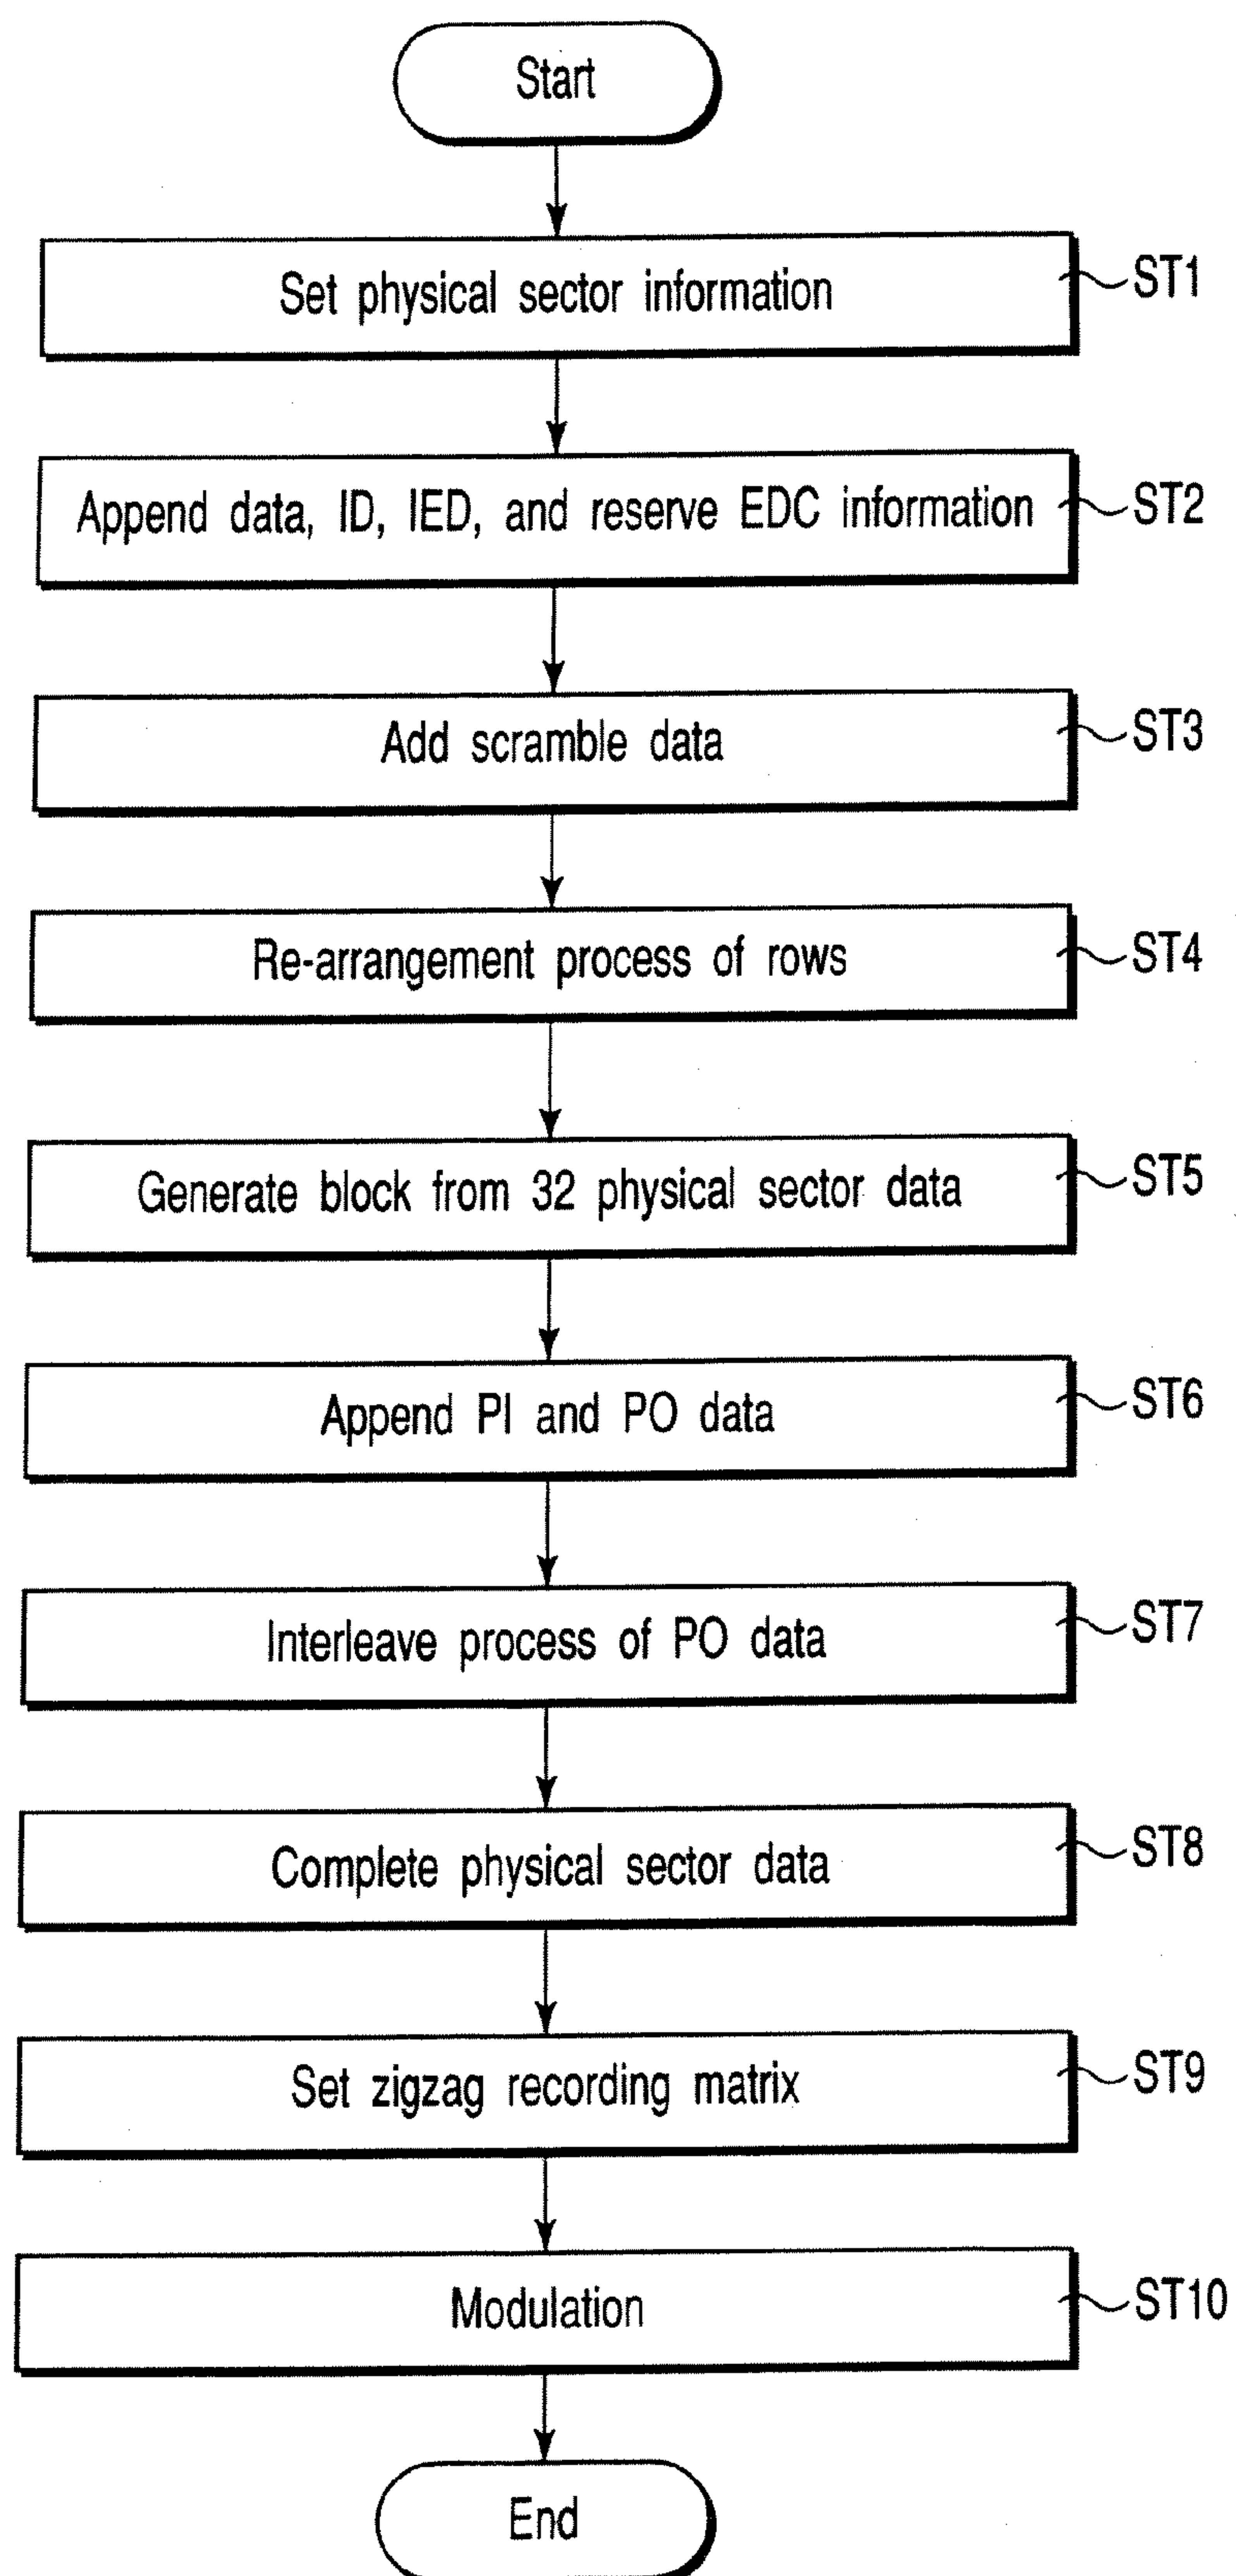 Start
Set physical sector information
ST1
Append data, ID, IED, and reserve EDC information
ST2
Add scramble data
ST3
Re-arrangement process of rows
ST4
Generate block from 32 physical sector data
ST5
Append PI and PO data
ST6
Interleave process of PO data
ST7
Complete physical sector data
ST8
Set zigzag recording matrix
ST9
Modulation
ST10
End